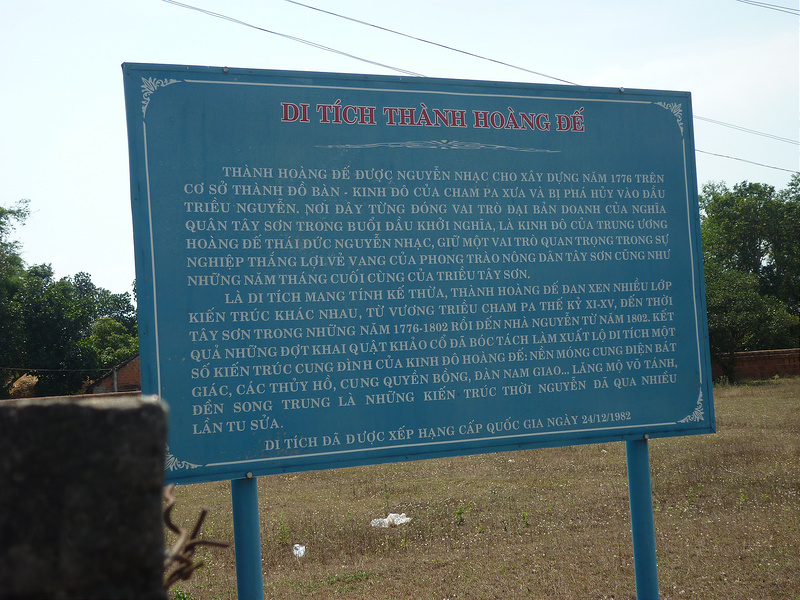 DI TÍCH THÀNH HOÀNG ĐẾ
THÀNH HOÀNG ĐẾ ĐƯỢC NGUYỄN NHẠC CHO XÂY DỰNG NĂM 1776 TRÊN
CƠ SỞ THÀNH ĐỒ BÀN - KINH ĐÔ CỦA CHAM PA XƯA VÀ BỊ PHÁ HỦY VÀO ĐẦU
TRIỀU NGUYỄN. NƠI ĐÂY TỪNG ĐÓNG VAI TRÒ ĐẠI BẢN DOANH CỦA NGHĨA
QUÂN TÂY SƠN TRONG BUỔI ĐẦU KHỞI NGHĨA, LÀ KINH ĐÔ CỦA TRUNG ƯƠNG
HOÀNG ĐẾ THÁI ĐỨC NGUYỄN NHẠC, GIỮ MỘT VAI TRÒ QUAN TRỌNG TRONG SỰ
NGHIỆP THẮNG LỢI VẺ VANG CỦA PHONG TRÀO NÔNG DÂN TÂY SƠN CŨNG NHƯ
NHỮNG NĂM THÁNG CUỐI CÙNG CỦA TRIỀU TÂY SƠN.
LÀ DI TÍCH MANG TÍNH KẾ THỪA, THÀNH HOÀNG ĐẾ ĐAN XEN NHIỀU LỚP
KIẾN TRÚC KHÁC NHAU, TỪ VƯƠNG TRIỀU CHAM PA THẾ KỶ XI-XV, ĐẾN THỜI
TÂY SƠN TRONG NHỮNG NĂM 1776-1802 RỒI ĐẾN NHÀ NGUYỄN TỪ NĂM 1802. KẾT
QUẢ NHỮNG ĐỢT KHAI QUẬT KHẢO CỔ ĐÃ BÓC TÁCH LÀM XUẤT LỘ DI TÍCH MỘT
SỐ KIẾN TRÚC CUNG ĐÌNH CỦA KINH ĐÔ HOÀNG ĐẾ: NỀN MÓNG CUNG ĐIỆN BÁT
GIÁC, CÁC THỦY HỒ, CUNG QUYỂN BỒNG, ĐÀN NAM GIAO... LĂNG MỘ VÕ TÁNH,
ĐỀN SONG TRUNG LÀ NHỮNG KIẾN TRÚC THỜI NGUYỄN ĐÃ QUA NHIỀU
LẦN TU SỬA.
DI TÍCH ĐÃ ĐƯỢC XẾP HẠNG CẤP QUỐC GIA NGÀY 24/12/1982